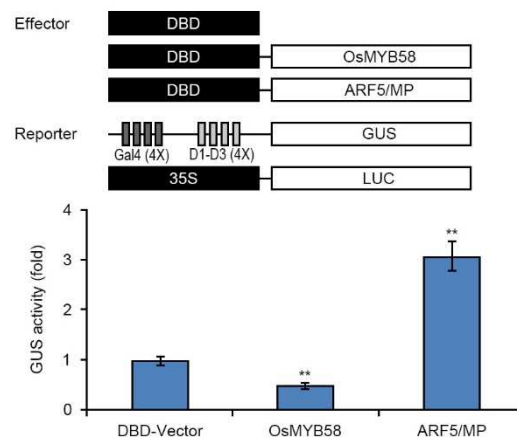 Effector
DBD
DBD
OsMYB58
DBD
ARF5/MP
Reporter
GUS
Gal4 (4X)
D1-D3 (4X)
35S
LUC
GUS activity (fold)
4
3
2
1
0
**
**
DBD-Vector
OsMYB58
ARF5/MP